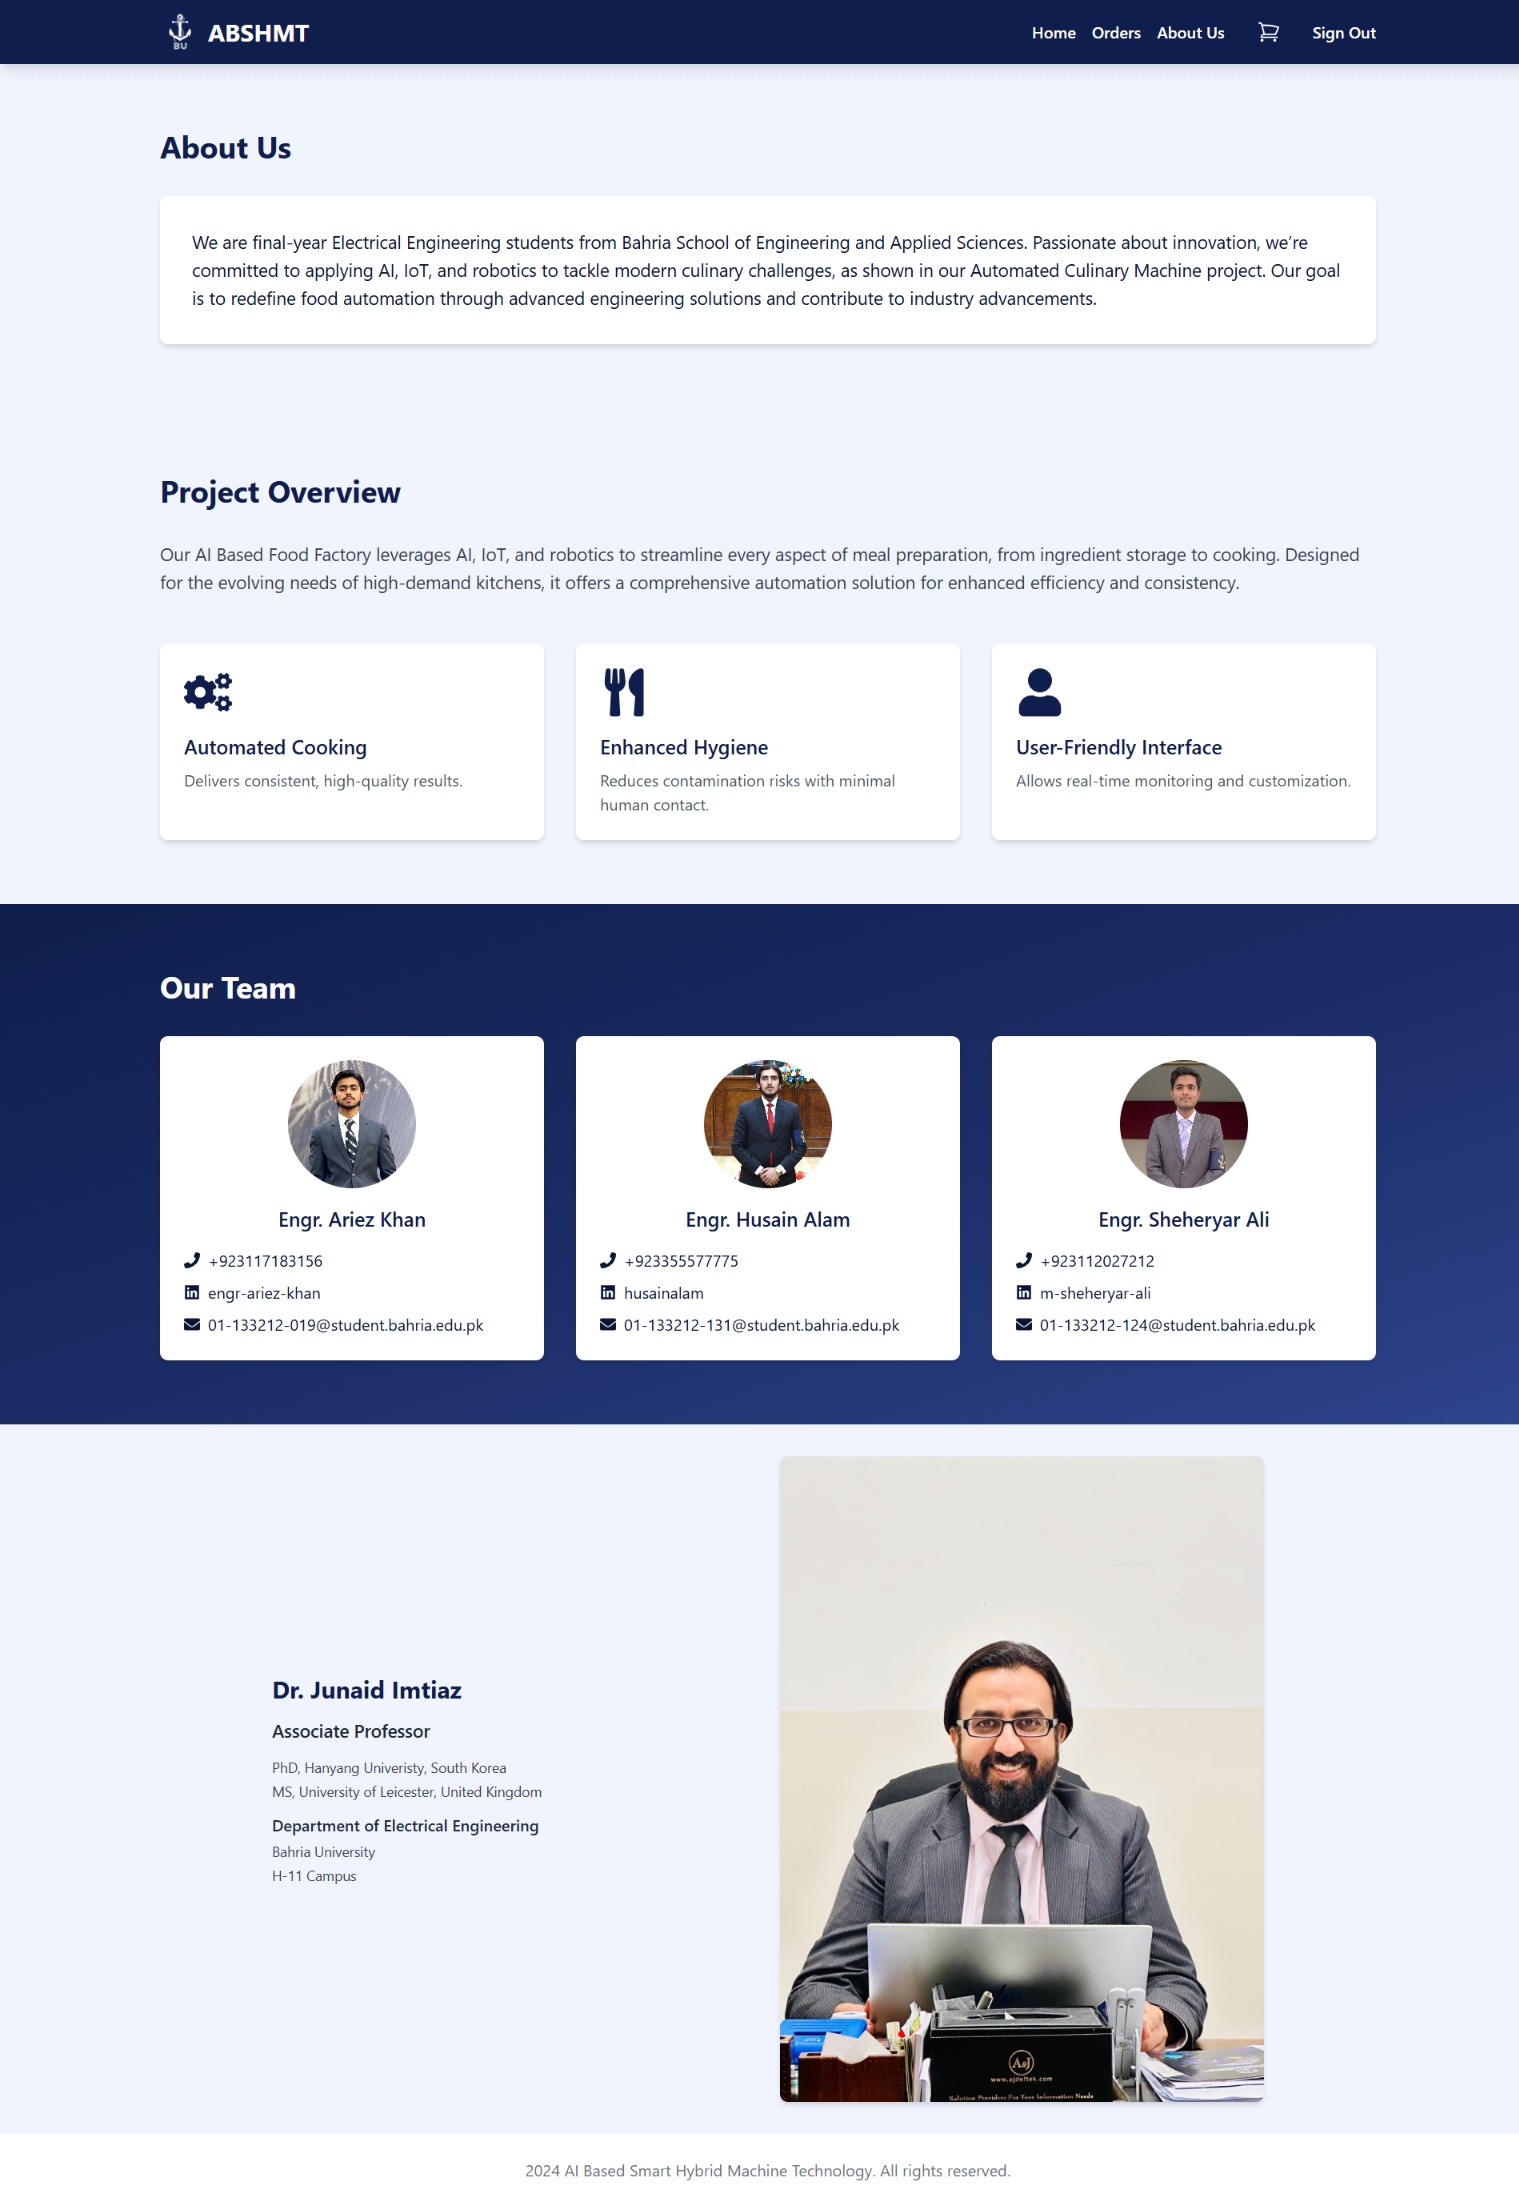 BU
ABSHMT
Home Orders About Us Sign Out
About Us
We are final-year Electrical Engineering students from Bahria School of Engineering and Applied Sciences. Passionate about innovation, we're
committed to applying AI, IoT, and robotics to tackle modern culinary challenges, as shown in our Automated Culinary Machine project. Our goal
is to redefine food automation through advanced engineering solutions and contribute to industry advancements.
Project Overview
Our AI Based Food Factory leverages AI, IoT, and robotics to streamline every aspect of meal preparation, from ingredient storage to cooking. Designed
for the evolving needs of high-demand kitchens, it offers a comprehensive automation solution for enhanced efficiency and consistency.
Automated Cooking
Delivers consistent, high-quality results.
Enhanced Hygiene
Reduces contamination risks with minimal
human contact.
User-Friendly Interface
Allows real-time monitoring and customization.
Our Team
Engr. Ariez Khan
+923117183156
in engr-ariez-khan
01-133212-019@student.bahria.edu.pk
Engr. Husain Alam
+923355577775
in husainalam
01-133212-131@student.bahria.edu.pk
Engr. Sheheryar Ali
+923112027212
in m-sheheryar-ali
01-133212-124@student.bahria.edu.pk
Dr. Junaid Imtiaz
Associate Professor
PhD, Hanyang Univeristy, South Korea
MS, University of Leicester, United Kingdom
Department of Electrical Engineering
Bahria University
H-11 Campus
A&J
www.ajdeftek.com
Solution Providers For Your Information Needs
2024 AI Based Smart Hybrid Machine Technology. All rights reserved.